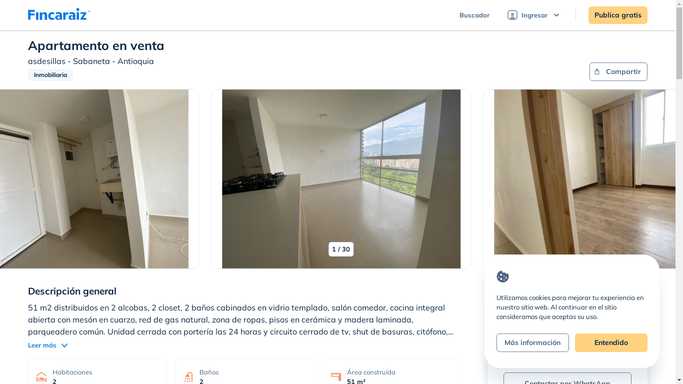 Fincaraiz
Buscador
Ingresar
Publica gratis
Apartamento en venta
asdesillas - Sabaneta - Antioquia
Inmobiliaria
Compartir
1 / 30
Descripción general
51 m2 distribuidos en 2 alcobas, 2 closet, 2 baños cabinados en vidrio templado, salón comedor, cocina integral
abierta con mesón en cuarzo, red de gas natural, zona de ropas, pisos en cerámica y madera laminada,
parqueadero común. Unidad cerrada con portería las 24 horas y circuito cerrado de tv, shut de basuras, citófono,...
Leer más
Habitaciones
2
Baños
2
Área construida
51 m²
Utilizamos cookies para mejorar tu experiencia en
nuestro sitio web. Al continuar en el sitio
consideramos que aceptas su uso.
Más información
Entendido
Contactar por WhatsApp